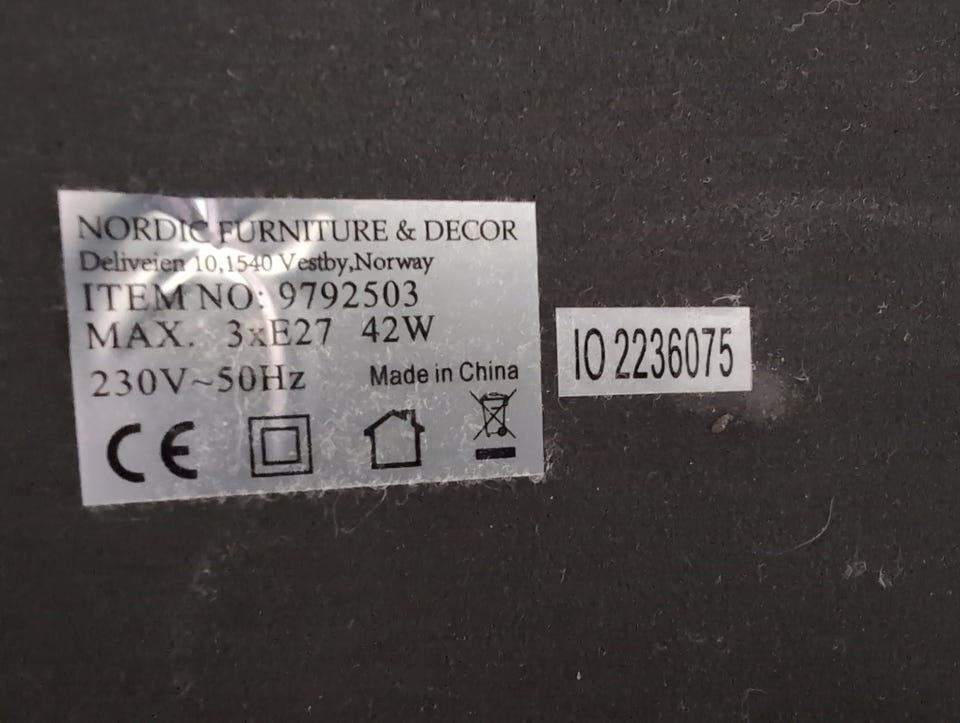 NORDIC FURNITURE & DECOR
Deliveien 10,1540 Vestby,Norway
ITEM NO: 9792503
MAX. 3xE27 42W
230V~50Hz Made in China
CE
IO 2236075